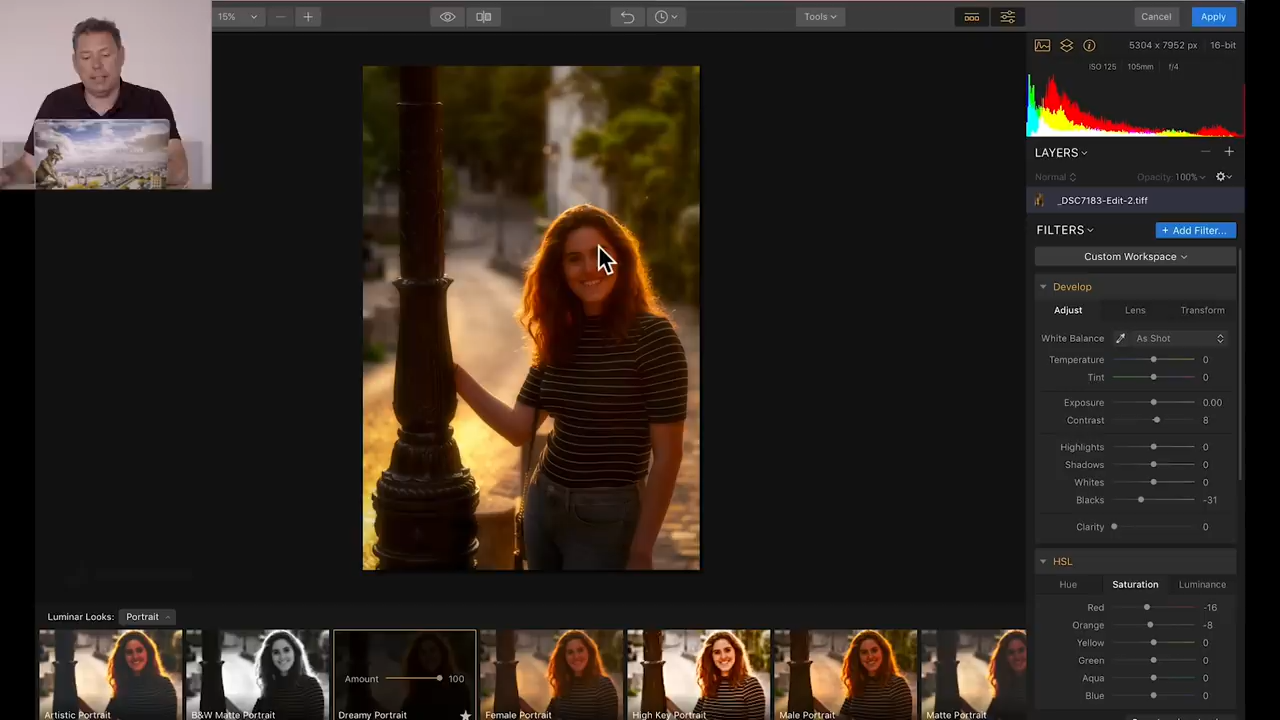 15%
Tools
Cancel
Apply
5304 x 7952 px 16-bit
ISO 125 105mm f/4
LAYERS
Normal Opacity: 100%
_DSC7183-Edit-2.tiff
FILTERS + Add Filter...
Custom Workspace
Develop
Adjust Lens Transform
White Balance As Shot
Temperature 0
Tint 0
Exposure 0.00
Contrast 8
Highlights 0
Shadows 0
Whites 0
Blacks -31
Clarity 0
HSL
Hue Saturation Luminance
Red -16
Orange -8
Yellow 0
Green 0
Aqua 0
Blue 0
Luminar Looks: Portrait
Amount 100
Artistic Portrait
B&W Matte Portrait
Dreamy Portrait
Female Portrait
High Key Portrait
Male Portrait
Matte Portrait